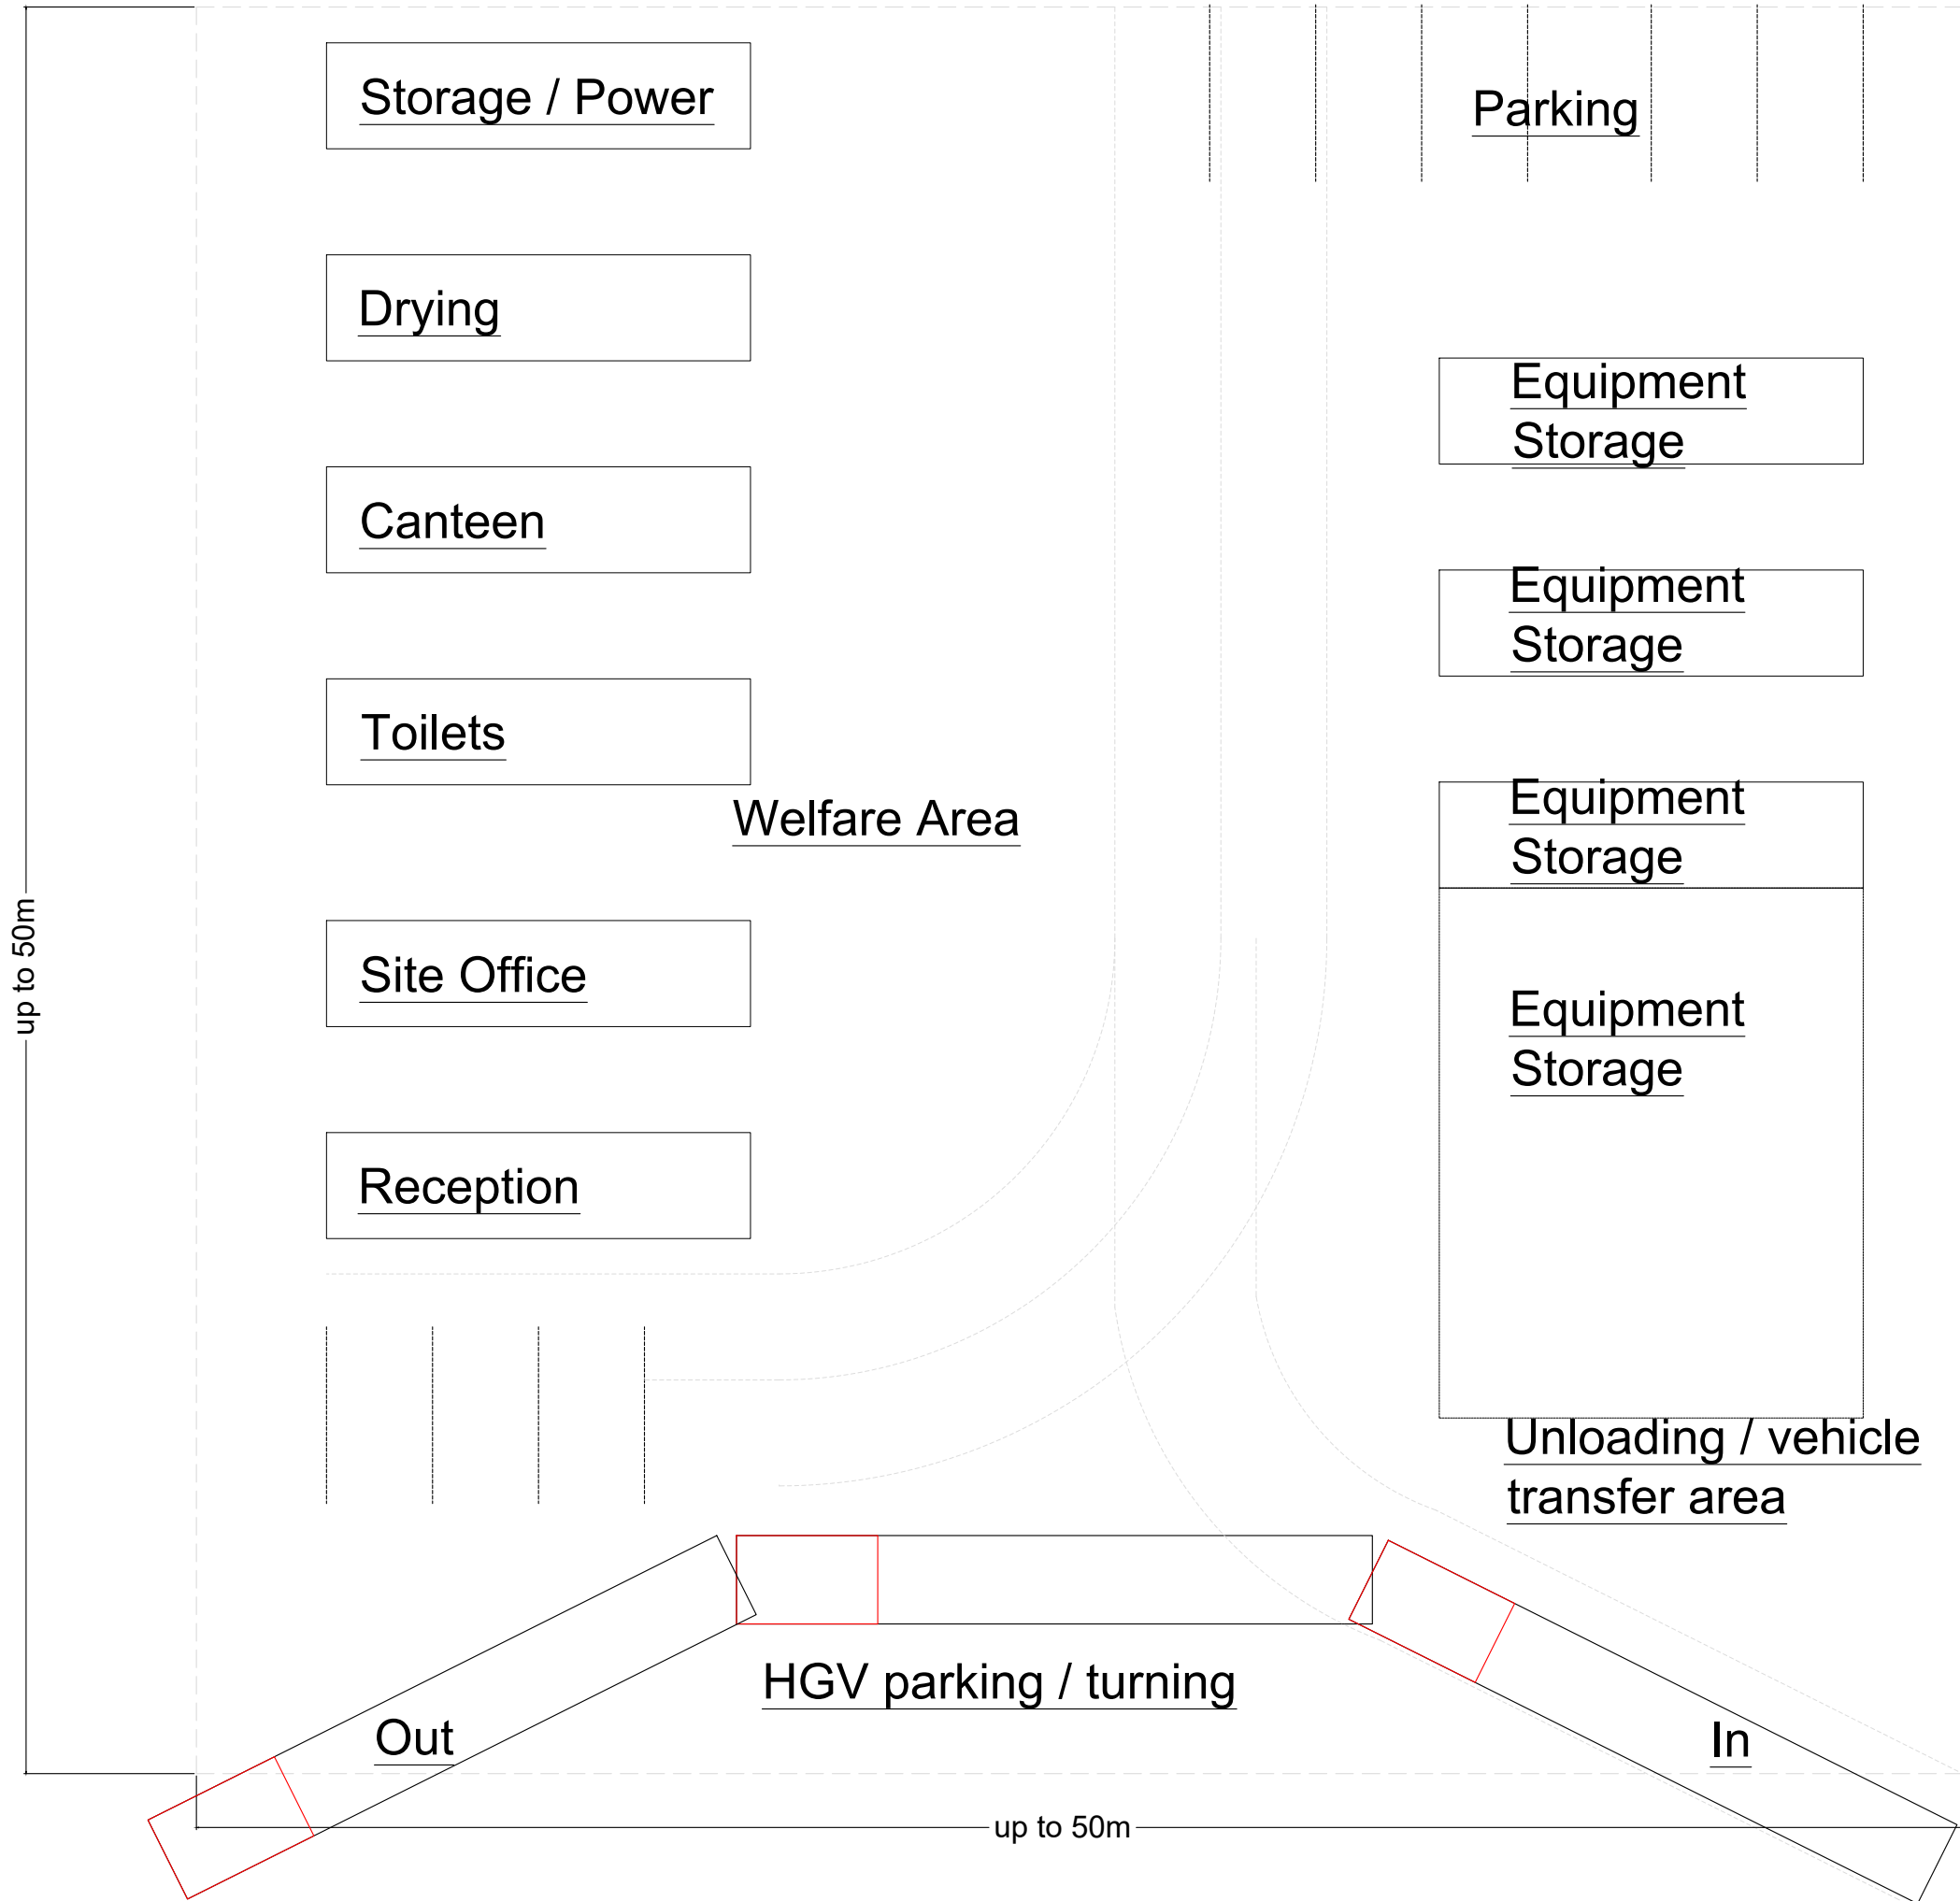 Storage / Power
Parking
Drying
Equipment
Storage
Canteen
Equipment
Storage
Toilets
Welfare Area
Equipment
Storage
up to 50m
Site Office
Equipment
Storage
Reception
Unloading / vehicle
transfer area
HGV parking / turning
Out
In
up to 50m